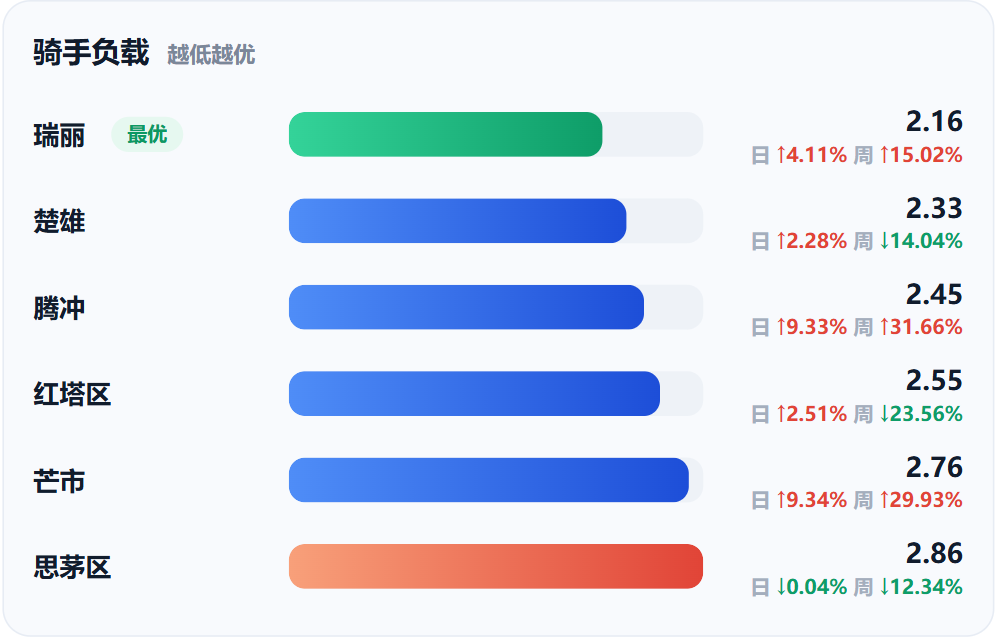 骑手负载 越低越优
瑞丽 最优 2.16
日 ↑4.11% 周 ↑15.02%
楚雄 2.33
日 ↑2.28% 周 ↓14.04%
腾冲 2.45
日 ↑9.33% 周 ↑31.66%
红塔区 2.55
日 ↑2.51% 周 ↓23.56%
芒市 2.76
日 ↑9.34% 周 ↑29.93%
思茅区 2.86
日 ↓0.04% 周 ↓12.34%